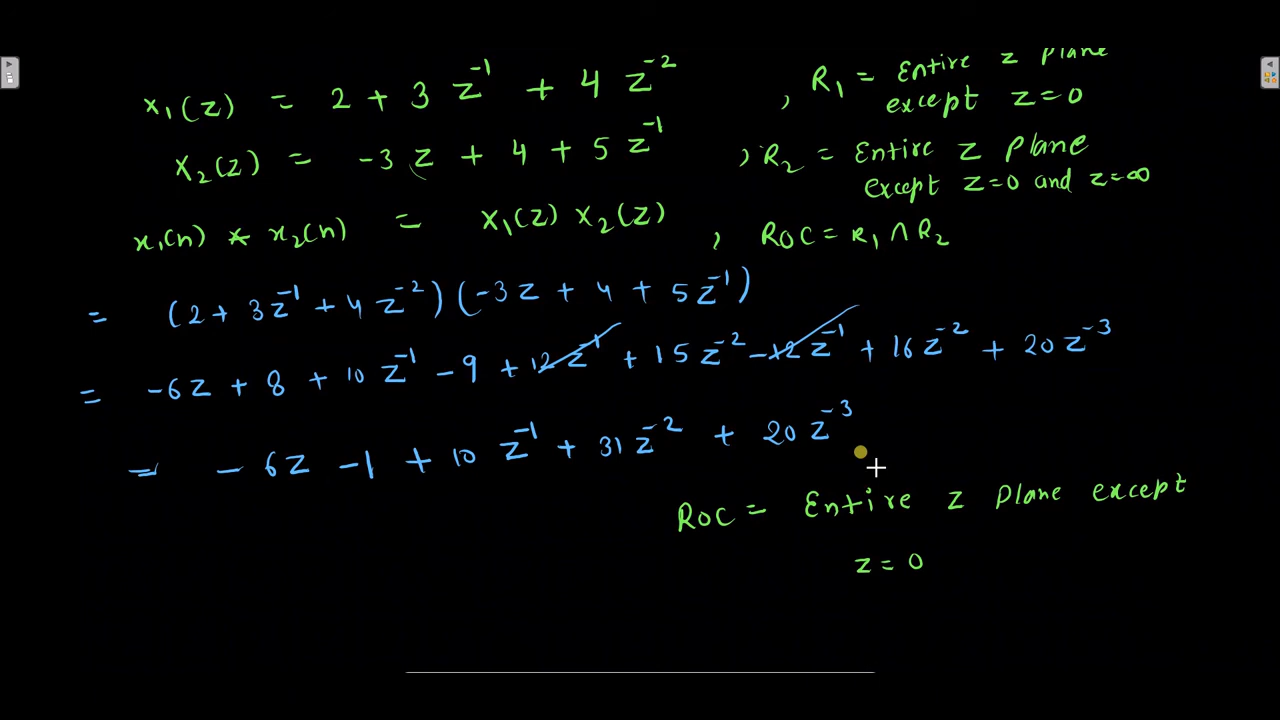 x₁(z) = 2 + 3 z⁻¹ + 4 z⁻² , R₁ = Entire z plane
except z=0
X₂(z) = -3 z + 4 + 5 z⁻¹ , R₂ = Entire z plane
except z=0 and z=∞
x₁(n) * x₂(n) = X₁(z) X₂(z) , ROC = R₁ ∩ R₂
= (2 + 3z⁻¹ + 4 z⁻²) (-3z + 4 + 5 z⁻¹)
= -6z + 8 + 10 z⁻¹ - 9 + 12 z⁻¹ + 15 z⁻² - 12 z⁻¹ + 16 z⁻² + 20 z⁻³
= - 6z - 1 + 10 z⁻¹ + 31 z⁻² + 20 z⁻³
ROC = Entire z plane except
z = 0